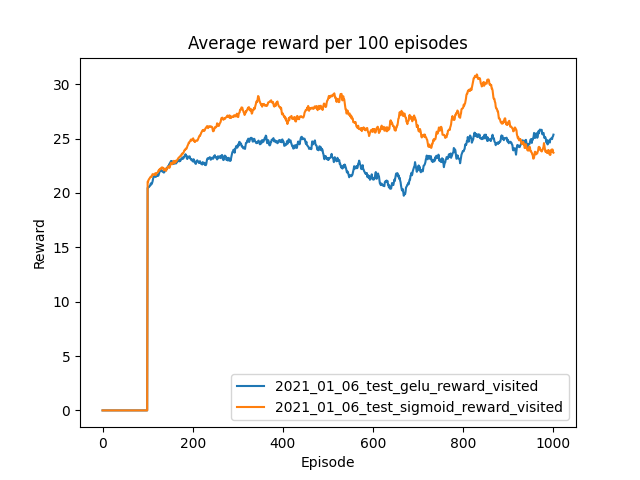 Average reward per 100 episodes
30
25
20
15
10
5
0
Reward
2021_01_06_test_gelu_reward_visited
2021_01_06_test_sigmoid_reward_visited
0 200 400 600 800 1000
Episode